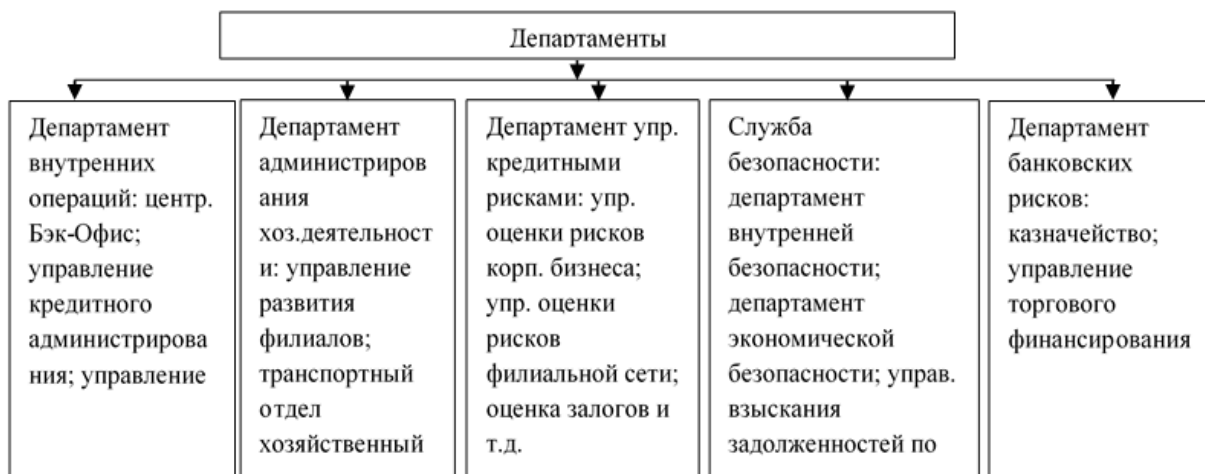 Департаменты
Департамент
внутренних
операций: центр.
Бэк-Офис;
управление
кредитного
администрирова
ния; управление
Департамент
администриров
ания
хоз.деятельност
и: управление
развития
филиалов;
транспортный
отдел
хозяйственный
Департамент упр.
кредитными
рисками: упр.
оценки рисков
корп. бизнеса;
упр. оценки
рисков
филиальной сети;
оценка залогов и
т.д.
Служба
безопасности:
департамент
внутренней
безопасности;
департамент
экономической
безопасности; управ.
взыскания
задолженностей по
Департамент
банковских
рисков:
казначейство;
управление
торгового
финансирования